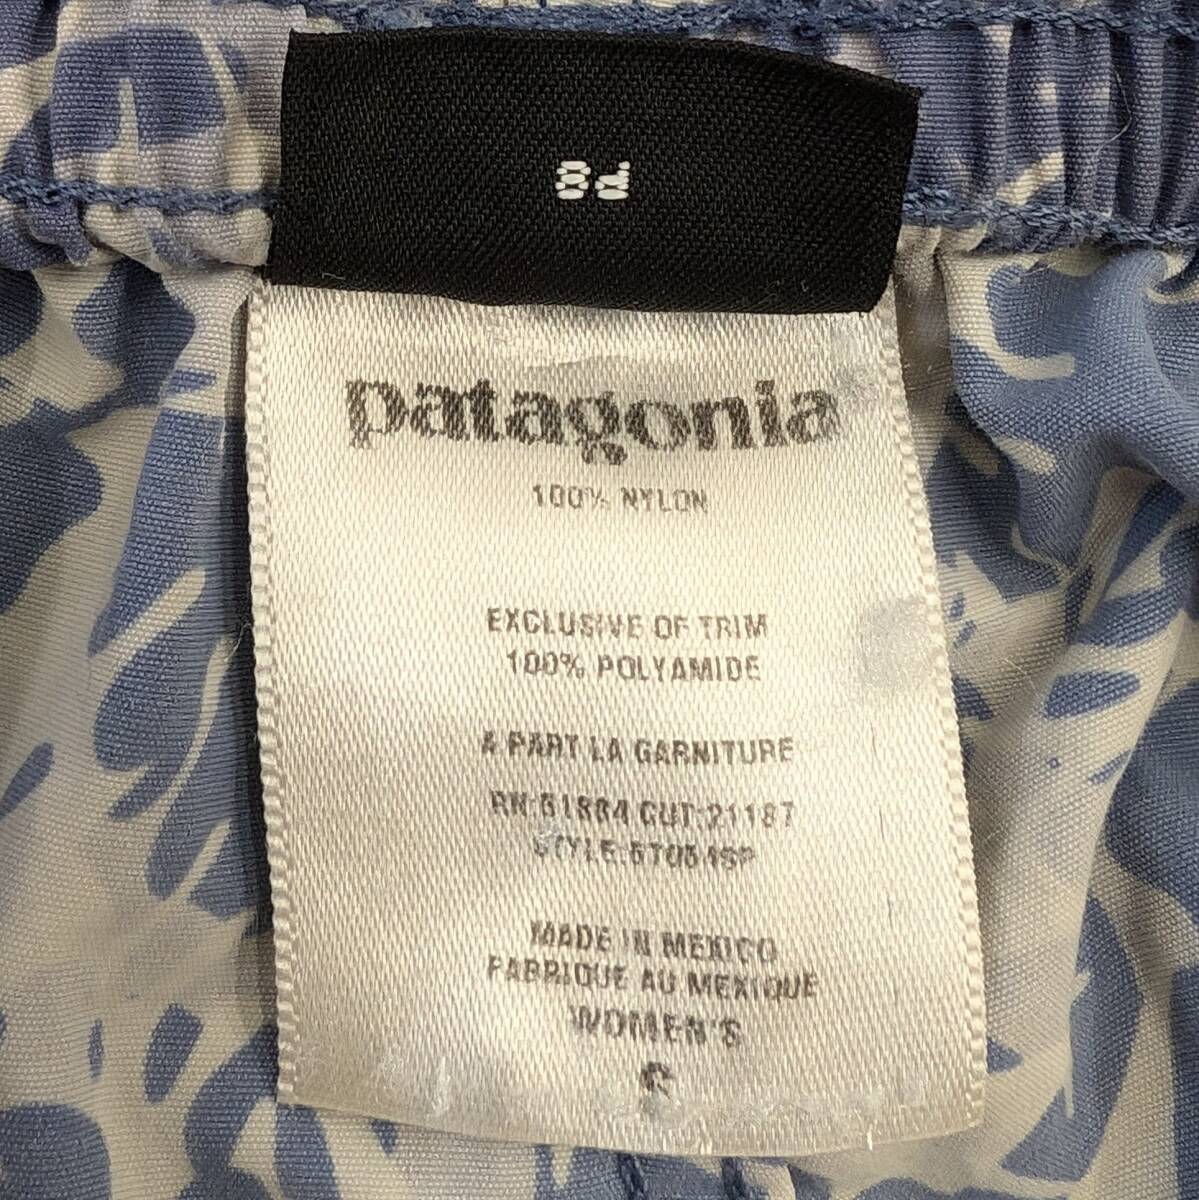 patagonia
100% NYLON
EXCLUSIVE OF TRIM
100% POLYAMIDE
A PART LA GARNITURE
RN:51884 CUT:21187
MADE IN MEXICO
FABRIQUE AU MEXIQUE
WOMEN'S
S